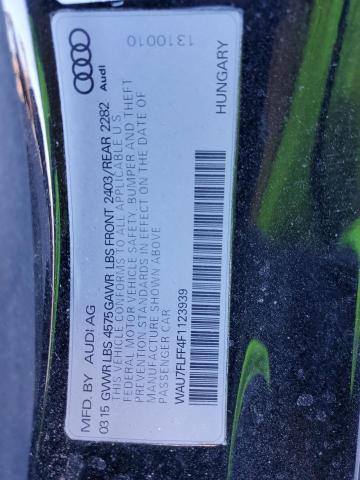 MFD. BY AUDI AG
Audi
0315 GVWR LBS 4575GAWR LBS FRONT 2403/REAR 2282
THIS VEHICLE CONFORMS TO ALL APPLICABLE U S
FEDERAL MOTOR VEHICLE SAFETY, BUMPER AND THEFT
PREVENTION STANDARDS IN EFFECT ON THE DATE OF
MANUFACTURE SHOWN ABOVE.
PASSENGER CAR
1310010
WAU7FLFF4F1123939
HUNGARY